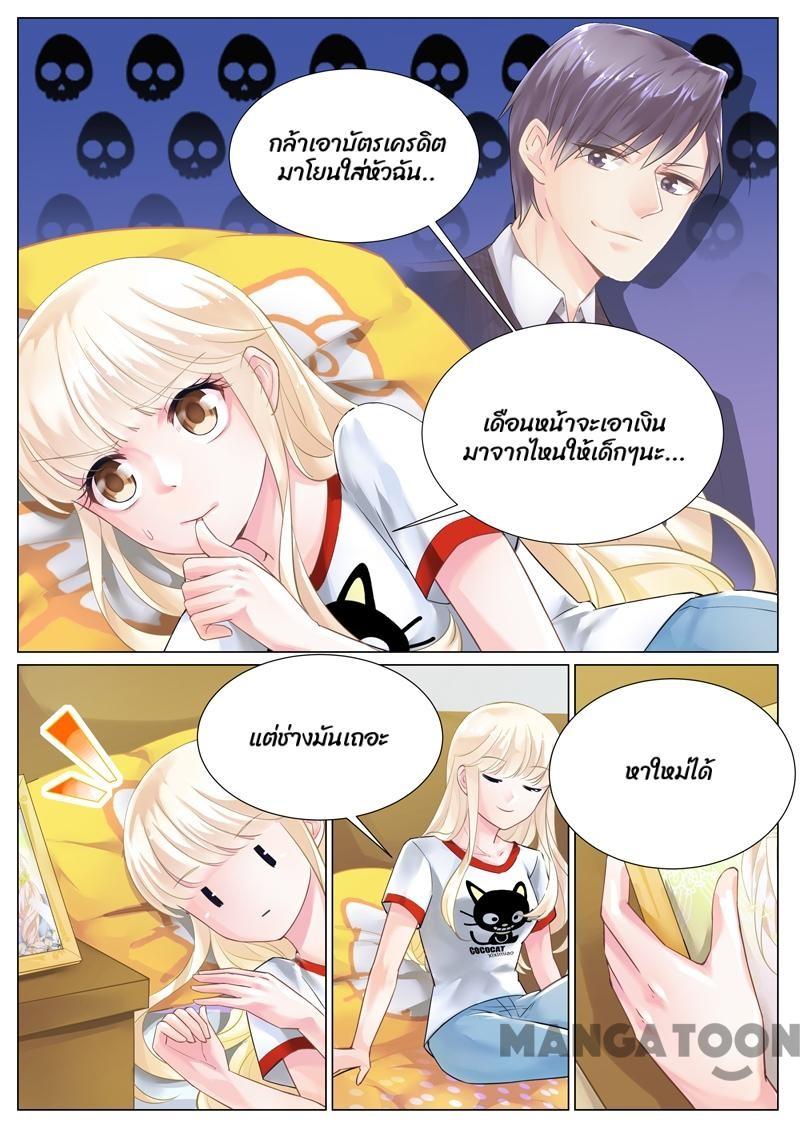 กล้าเอาบัตรเครดิต
มาโยนใส่หัวฉัน..
เดือนหน้าจะเอาเงิน
มาจากไหนให้เด็กๆนะ...
แต่ช่างมันเถอะ
หาใหม่ได้
COCOCAT
xiximiao
MANGATOON